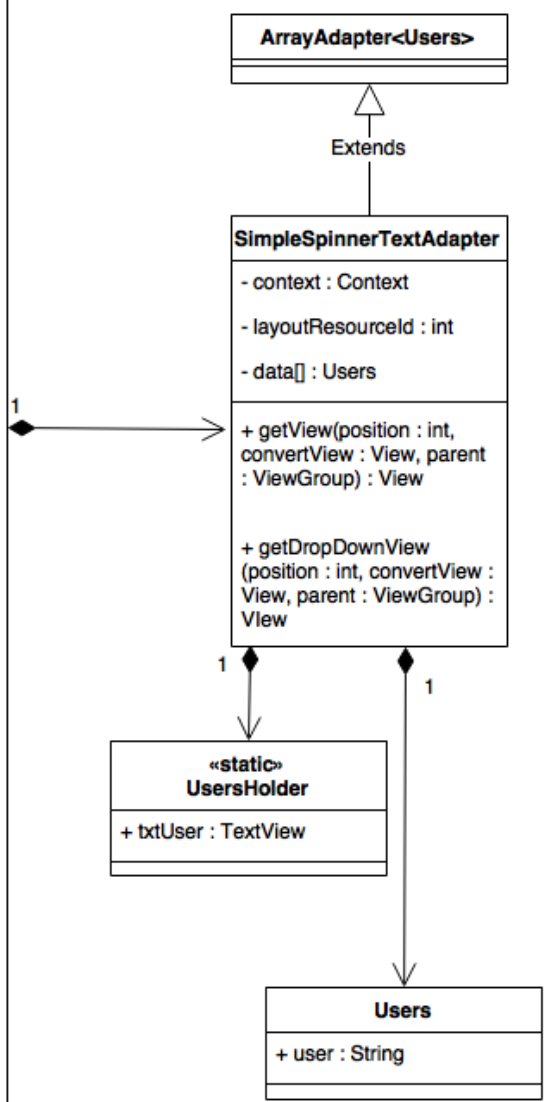 ArrayAdapter<Users>
Extends
SimpleSpinnerTextAdapter
- context : Context
- layoutResourceId : int
- data[] : Users
1
+ getView(position : int,
convertView : View, parent
: ViewGroup) : View
+ getDropDownView
(position : int, convertView :
View, parent : ViewGroup) :
VIew
1
1
«static»
UsersHolder
+ txtUser : TextView
Users
+ user : String